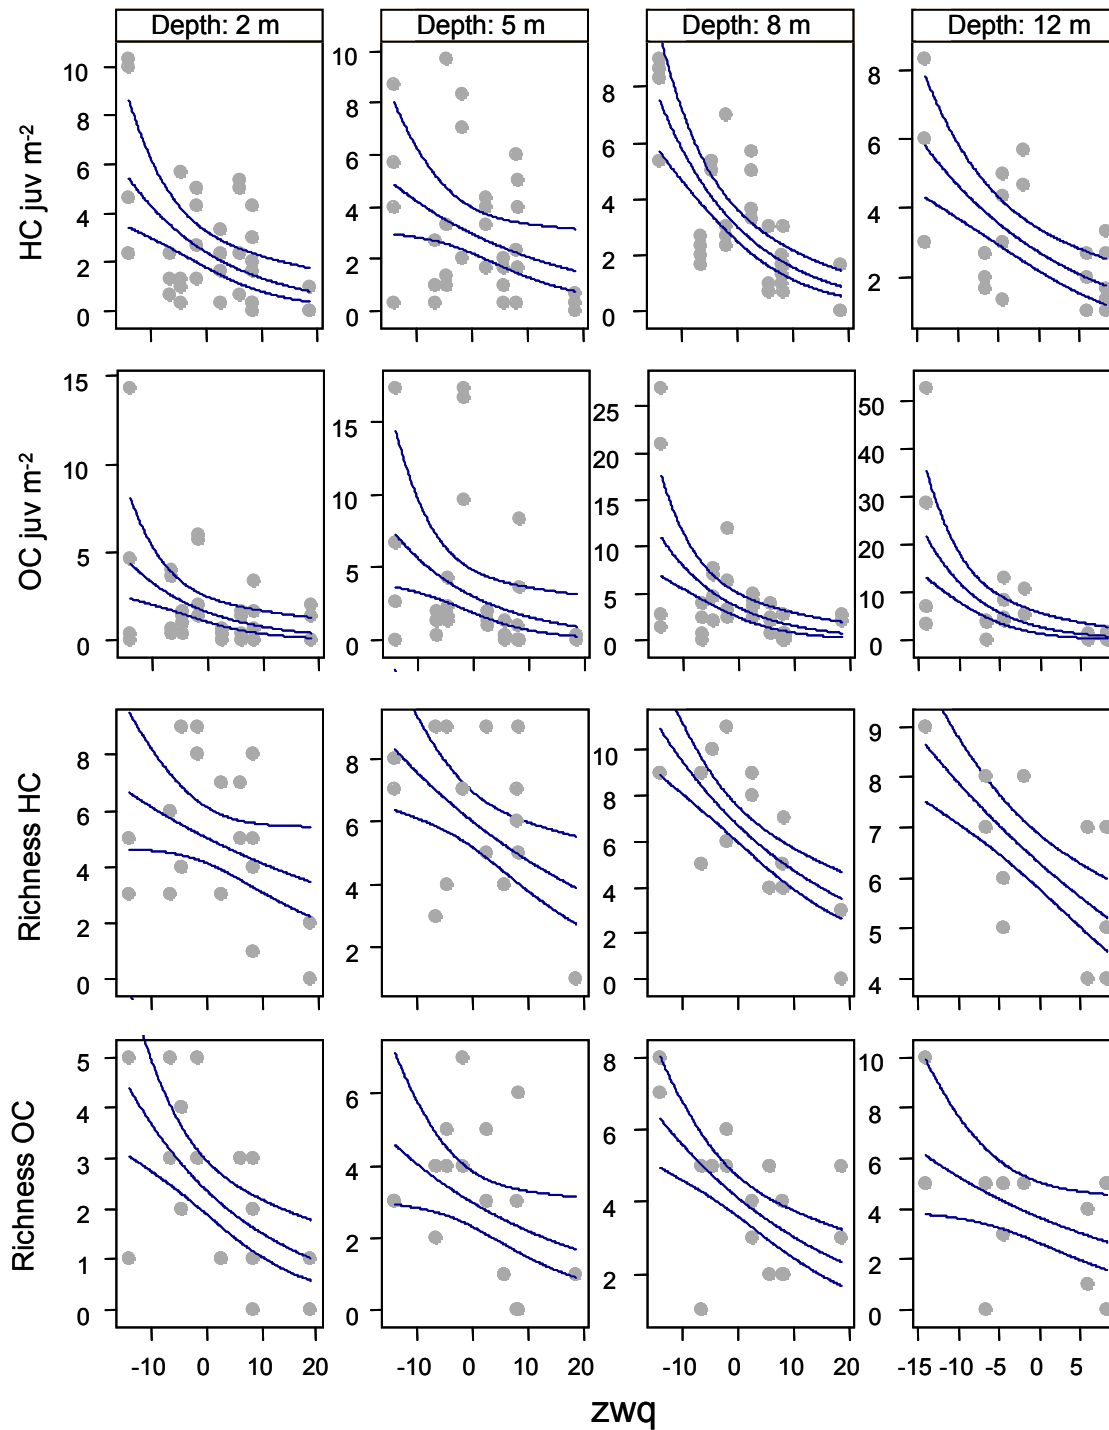 Depth: 2 m Depth: 5 m Depth: 8 m Depth: 12 m
HC juv m-2
10 8 6 4 2 0
10 8 6 4 2 0
8 6 4 2 0
8 6 4 2
OC juv m-2
15 10 5 0
15 10 5 0
25 20 15 10 5 0
50 40 30 20 10 0
Richness HC
8 6 4 2 0
8 6 4 2
10 8 6 4 2 0
9 8 7 6 5 4
Richness OC
5 4 3 2 1 0
6 4 2 0
8 6 4 2
10 8 6 4 2 0
-10 0 10 20
-10 0 10 20
-10 0 10 20
-15 -10 -5 0 5
zwq